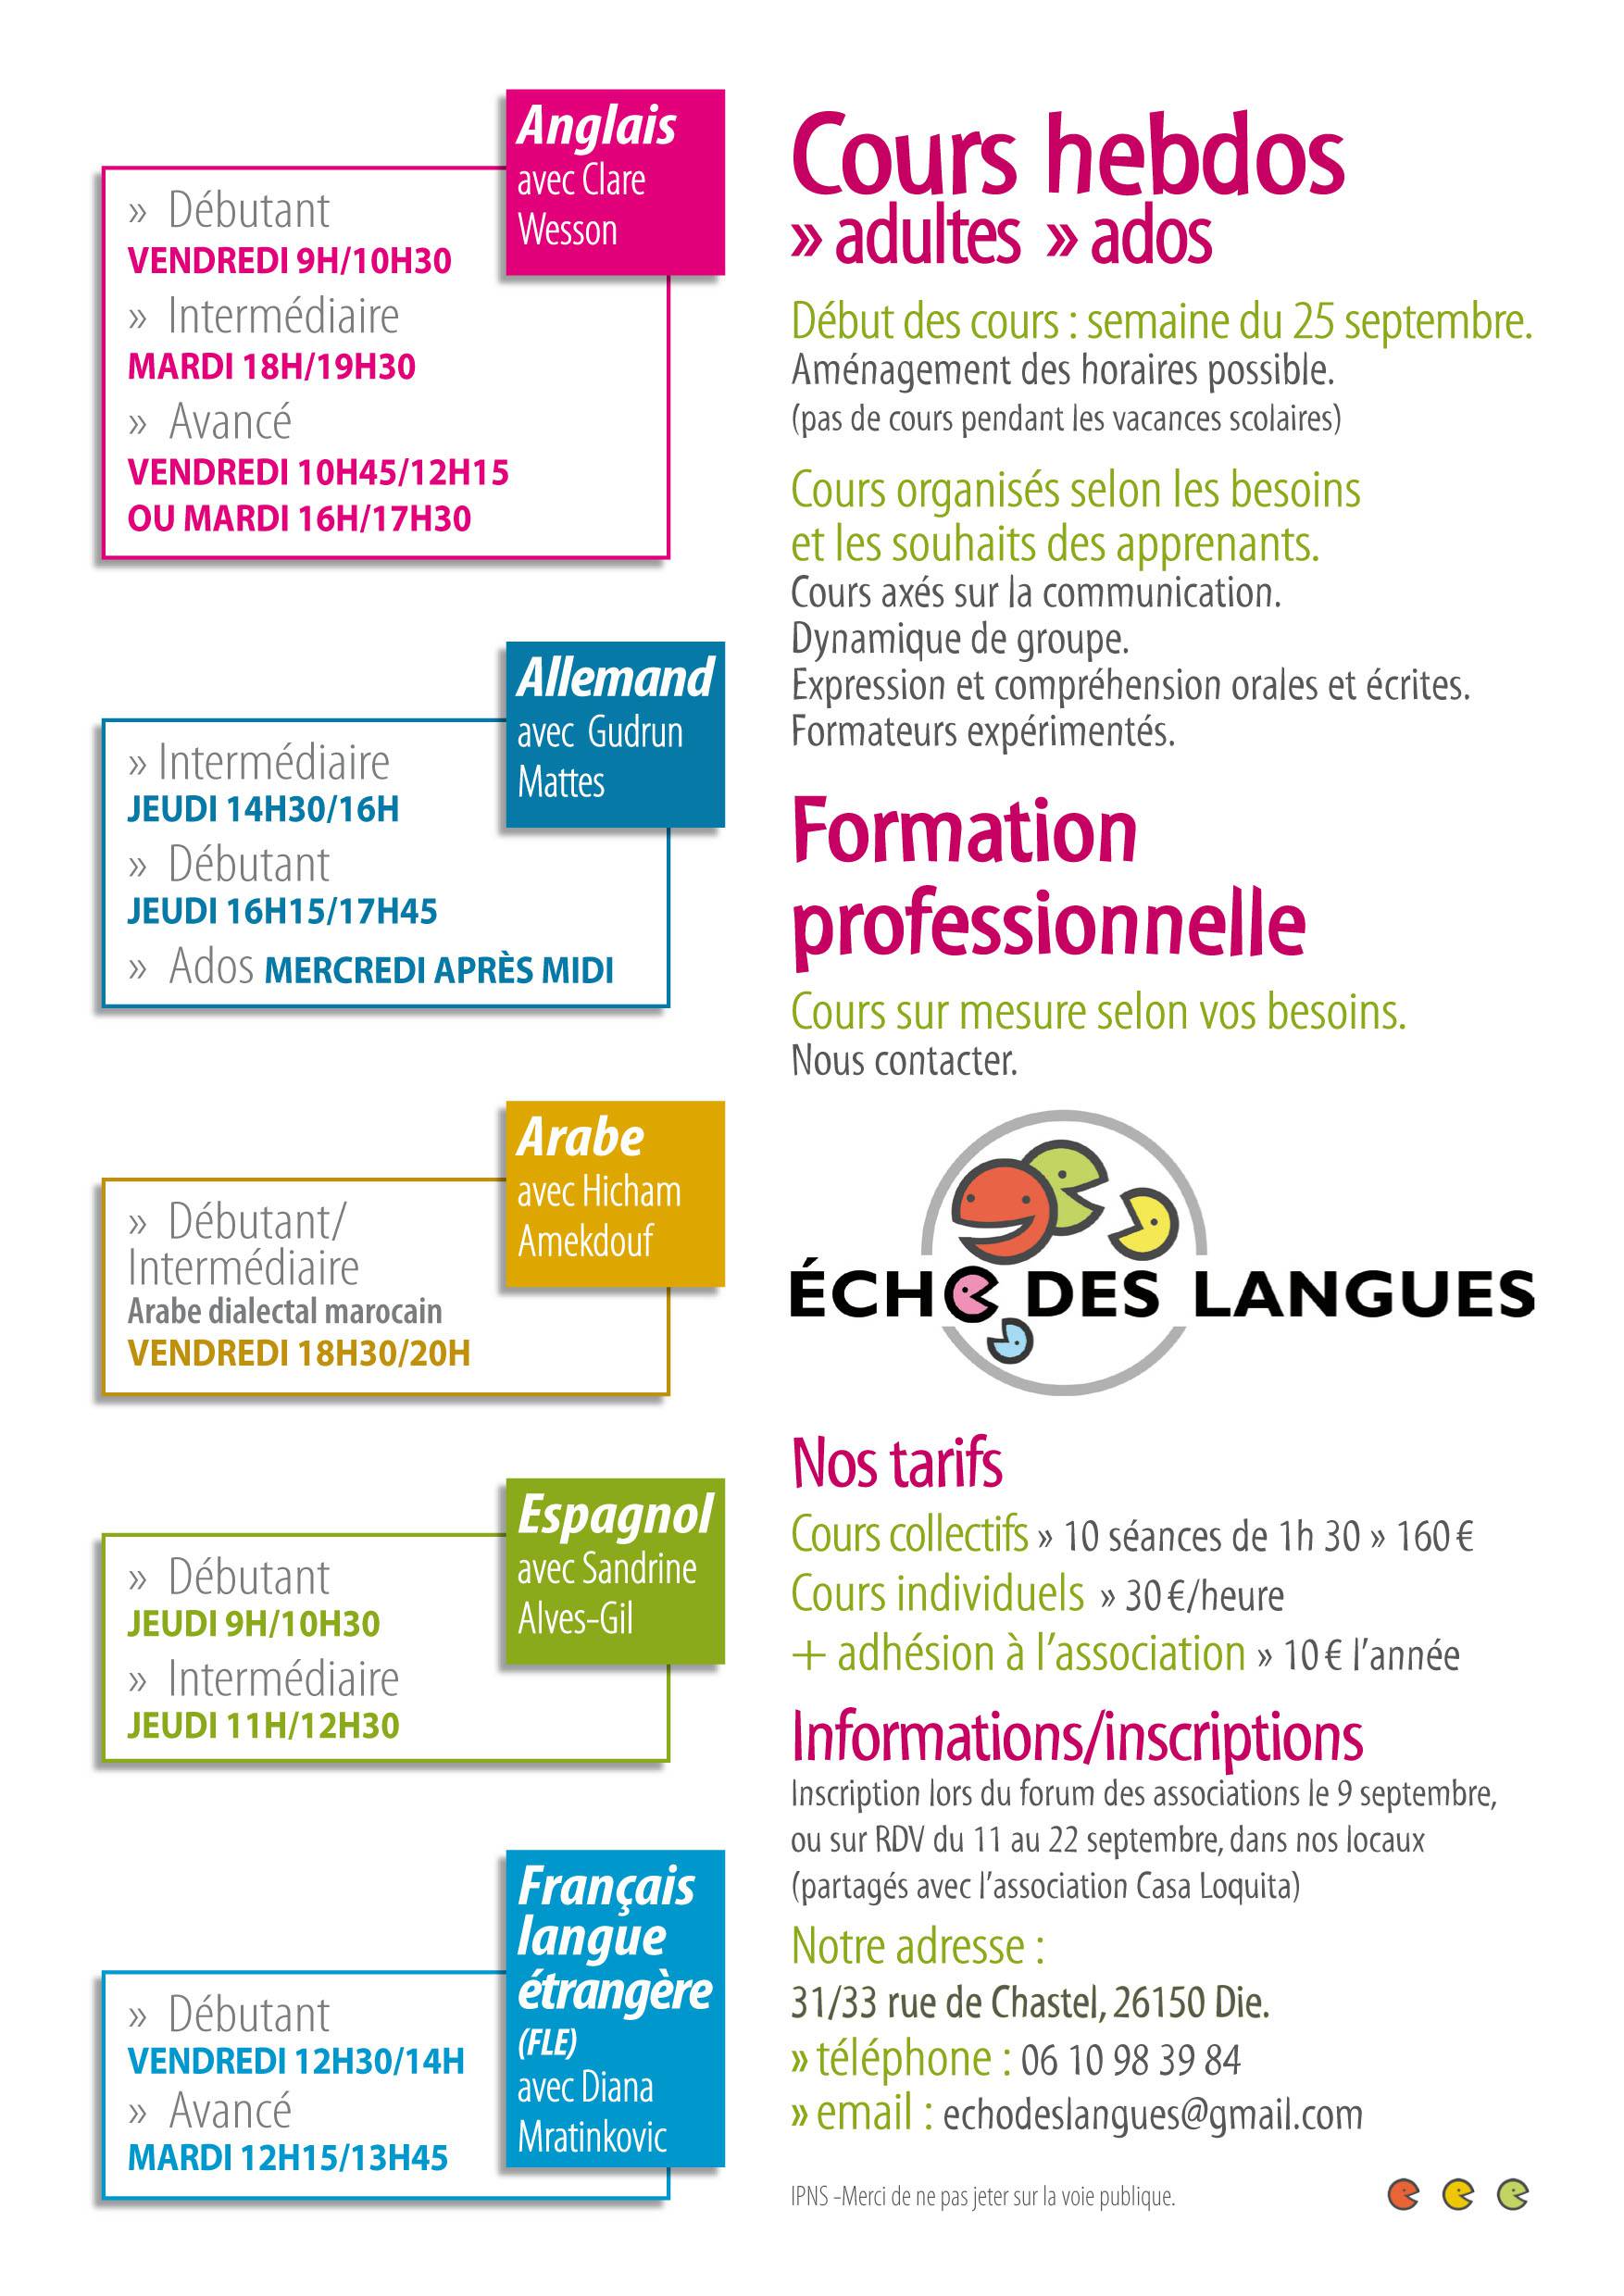 Anglais
avec Clare
Wesson
» Débutant
VENDREDI 9H/10H30
» Intermédiaire
MARDI 18H/19H30
» Avancé
VENDREDI 10H45/12H15
OU MARDI 16H/17H30
Allemand
avec Gudrun
Mattes
» Intermédiaire
JEUDI 14H30/16H
» Débutant
JEUDI 16H15/17H45
» Ados MERCREDI APRÈS MIDI
Arabe
avec Hicham
Amekdouf
» Débutant/
Intermédiaire
Arabe dialectal marocain
VENDREDI 18H30/20H
Espagnol
avec Sandrine
Alves-Gil
» Débutant
JEUDI 9H/10H30
» Intermédiaire
JEUDI 11H/12H30
Français
langue
étrangère
(FLE)
avec Diana
Mratinkovic
» Débutant
VENDREDI 12H30/14H
» Avancé
MARDI 12H15/13H45
Cours hebdos
» adultes » ados
Début des cours : semaine du 25 septembre.
Aménagement des horaires possible.
(pas de cours pendant les vacances scolaires)
Cours organisés selon les besoins
et les souhaits des apprenants.
Cours axés sur la communication.
Dynamique de groupe.
Expression et compréhension orales et écrites.
Formateurs expérimentés.
Formation
professionnelle
Cours sur mesure selon vos besoins.
Nous contacter.
ÉCHO DES LANGUES
Nos tarifs
Cours collectifs » 10 séances de 1h 30 » 160 €
Cours individuels » 30 €/heure
+ adhésion à l'association » 10 € l'année
Informations/inscriptions
Inscription lors du forum des associations le 9 septembre,
ou sur RDV du 11 au 22 septembre, dans nos locaux
(partagés avec l'association Casa Loquita)
Notre adresse :
31/33 rue de Chastel, 26150 Die.
» téléphone : 06 10 98 39 84
» email : echodeslangues@gmail.com
IPNS -Merci de ne pas jeter sur la voie publique.